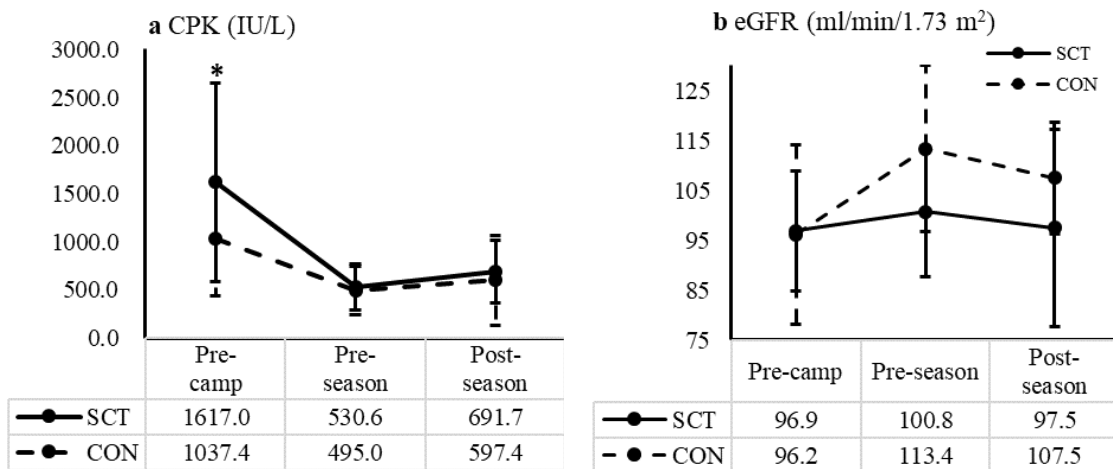 a CPK (IU/L)
3000.0
2500.0
2000.0
1500.0
1000.0
500.0
0.0
*
Pre-
camp
Pre-
season
Post-
season
SCT 1617.0 530.6 691.7
CON 1037.4 495.0 597.4
b eGFR (ml/min/1.73 m²)
SCT
CON
125
115
105
95
85
75
Pre-camp Pre-season Post-
season
SCT 96.9 100.8 97.5
CON 96.2 113.4 107.5